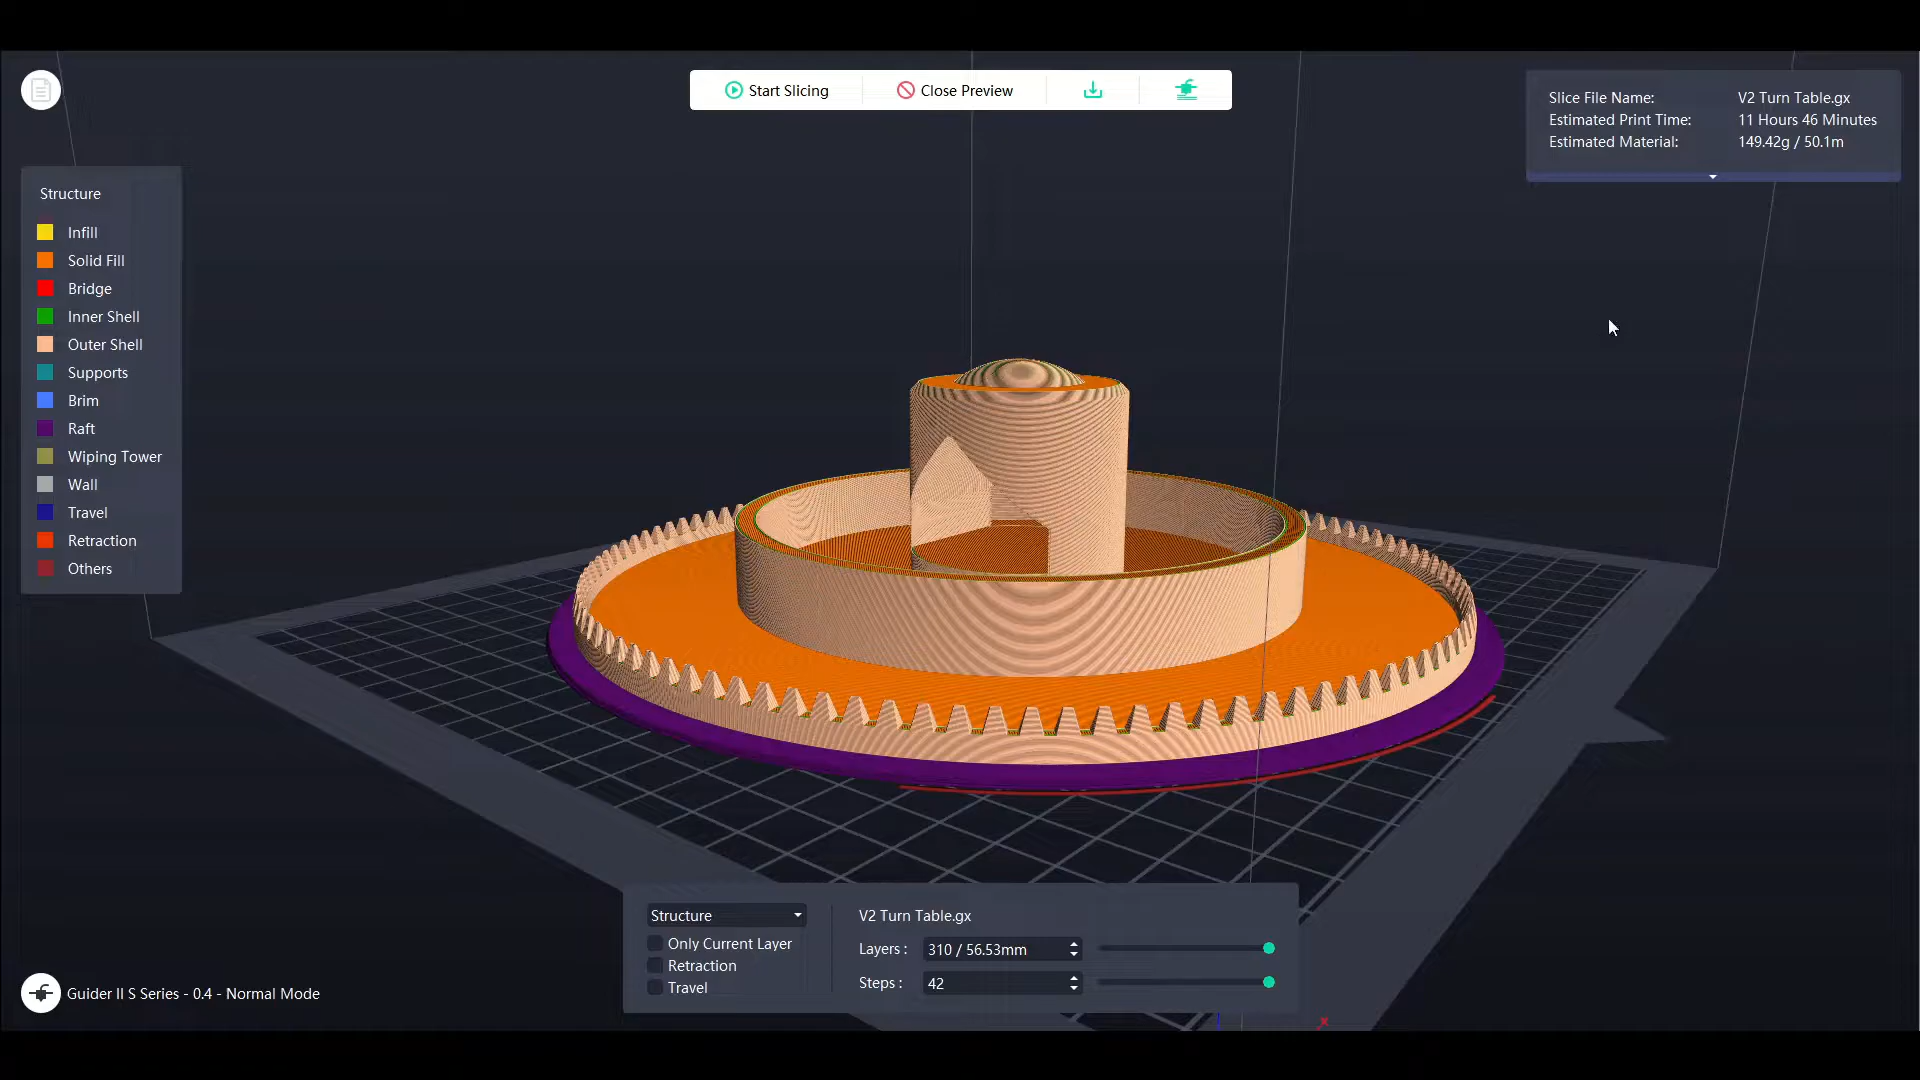 Start Slicing
Close Preview
Slice File Name: V2 Turn Table.gx
Estimated Print Time: 11 Hours 46 Minutes
Estimated Material: 149.42g / 50.1m
Structure
Infill
Solid Fill
Bridge
Inner Shell
Outer Shell
Supports
Brim
Raft
Wiping Tower
Wall
Travel
Retraction
Others
Structure
Only Current Layer
Retraction
Travel
V2 Turn Table.gx
Layers : 310 / 56.53mm
Steps : 42
Guider II S Series - 0.4 - Normal Mode
x